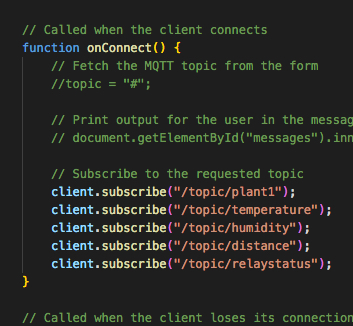 // Called when the client connects
function onConnect() {
// Fetch the MQTT topic from the form
//topic = "#";
// Print output for the user in the messag
// document.getElementById("messages").inn
// Subscribe to the requested topic
client.subscribe("/topic/plant1");
client.subscribe("/topic/temperature");
client.subscribe("/topic/humidity");
client.subscribe("/topic/distance");
client.subscribe("/topic/relaystatus");
}
// Called when the client loses its connection